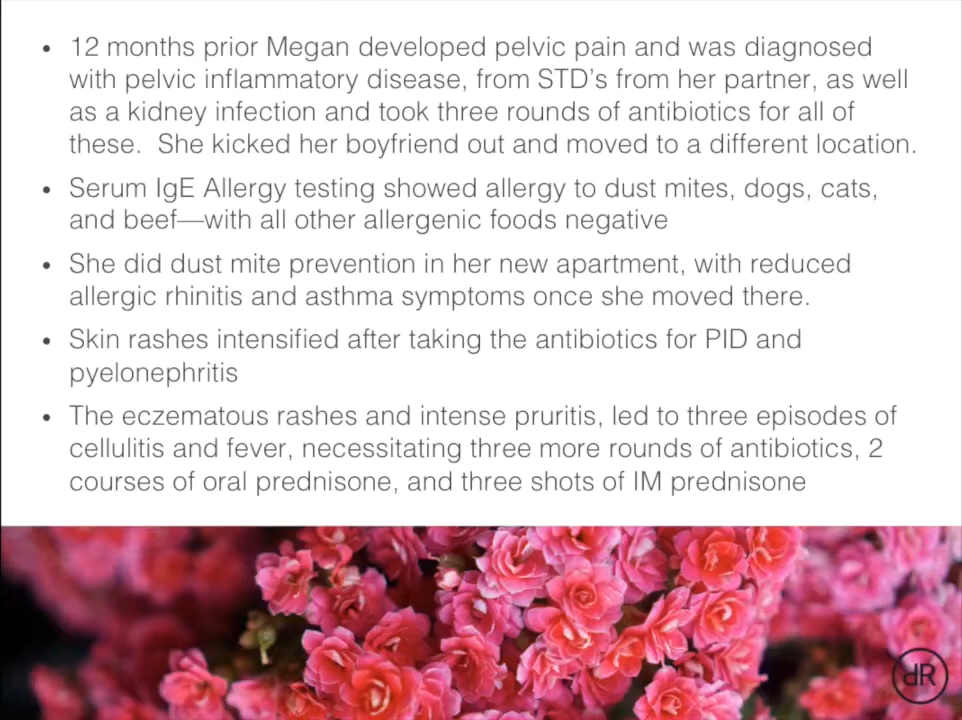 • 12 months prior Megan developed pelvic pain and was diagnosed
with pelvic inflammatory disease, from STD's from her partner, as well
as a kidney infection and took three rounds of antibiotics for all of
these.  She kicked her boyfriend out and moved to a different location.
• Serum IgE Allergy testing showed allergy to dust mites, dogs, cats,
and beef—with all other allergenic foods negative
• She did dust mite prevention in her new apartment, with reduced
allergic rhinitis and asthma symptoms once she moved there.
• Skin rashes intensified after taking the antibiotics for PID and
pyelonephritis
• The eczematous rashes and intense pruritis, led to three episodes of
cellulitis and fever, necessitating three more rounds of antibiotics, 2
courses of oral prednisone, and three shots of IM prednisone
dR